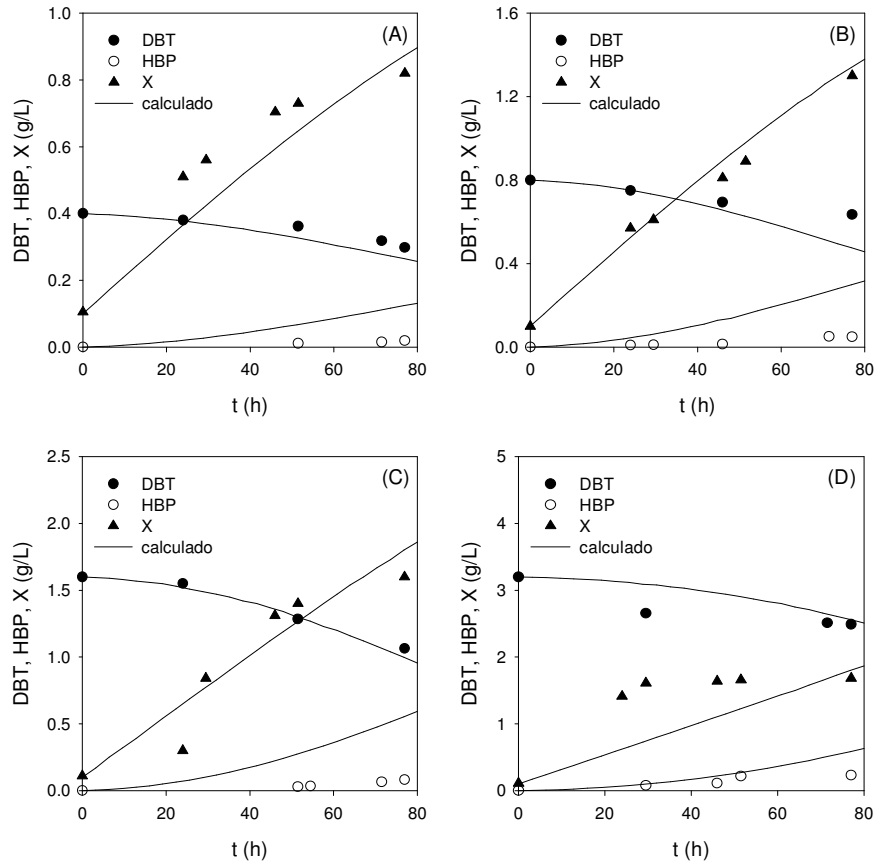 DBT, HBP, X (g/L)
1.0
0.8
0.6
0.4
0.2
0.0
(A)
DBT
HBP
X
calculado
0 20 40 60 80
t (h)
1.6
1.2
0.8
0.4
0.0
(B)
DBT
HBP
X
calculado
0 20 40 60 80
t (h)
DBT, HBP, X (g/L)
2.5
2.0
1.5
1.0
0.5
0.0
(C)
DBT
HBP
X
calculado
0 20 40 60 80
t (h)
DBT, HBP, X (g/L)
5
4
3
2
1
0
(D)
DBT
HBP
X
calculado
0 20 40 60 80
t (h)